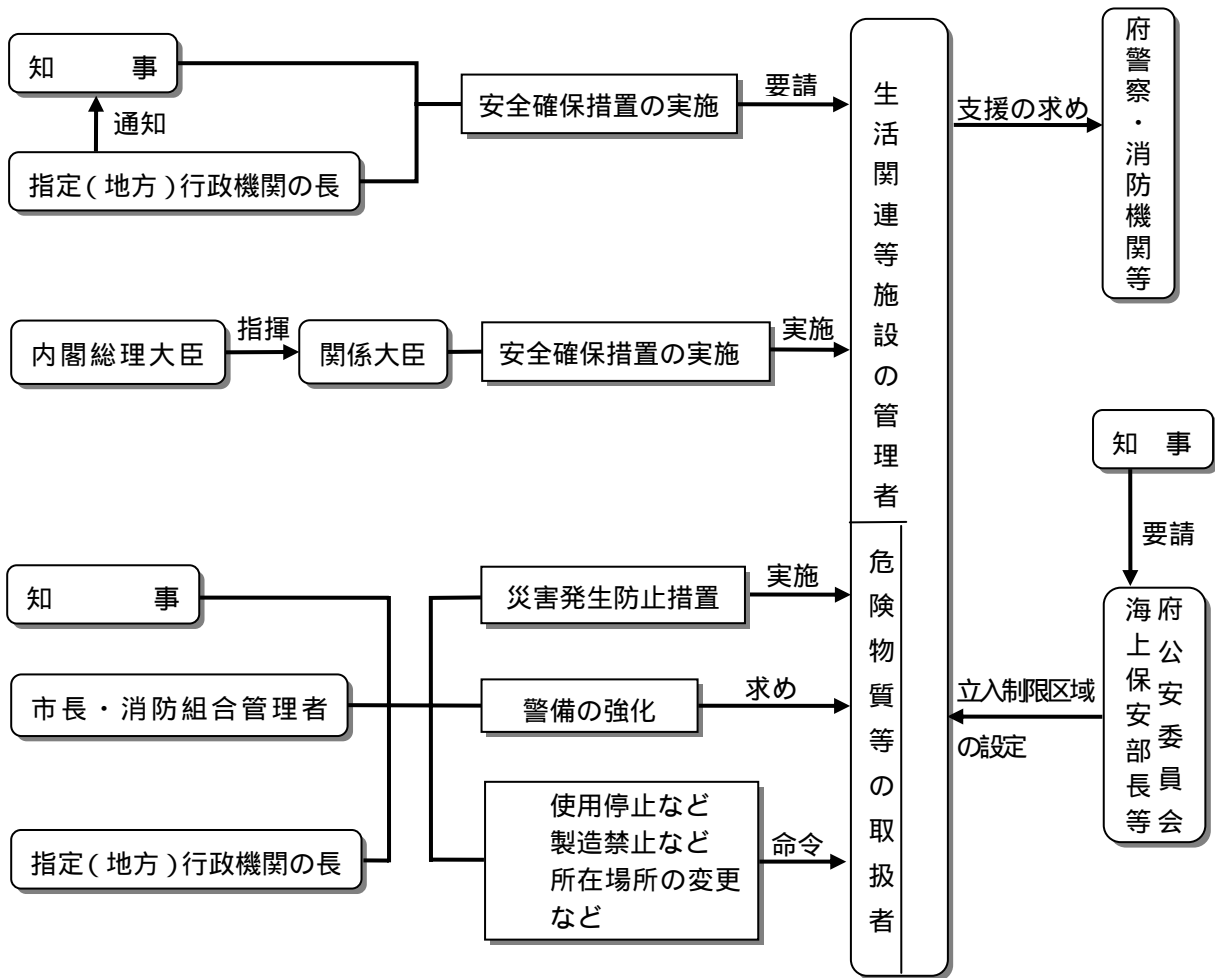 知　　事
通知
指定(地方)行政機関の長
安全確保措置の実施
要請
内閣総理大臣
指揮
関係大臣
安全確保措置の実施
実施
知　　事
市長・消防組合管理者
指定(地方)行政機関の長
災害発生防止措置
実施
警備の強化
求め
使用停止など
製造禁止など
所在場所の変更
など
命令
生活関連等施設の管理者
危険物質等の取扱者
支援の求め
府警察・消防機関等
知　事
要請
府公安委員会
海上保安部長等
立入制限区域
の設定